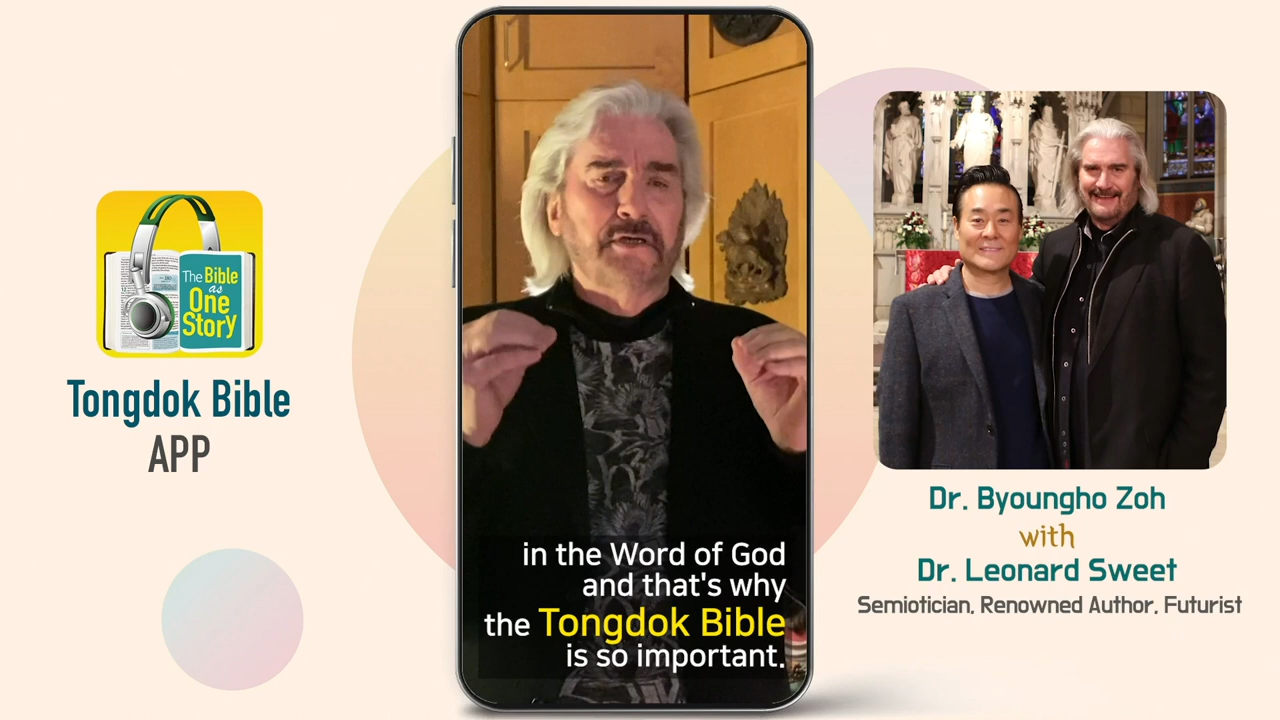 The Bible
as
One
Story
Tongdok Bible
APP
in the Word of God
and that's why
the Tongdok Bible
is so important.
Dr. Byoungho Zoh
with
Dr. Leonard Sweet
Semiotician, Renowned Author, Futurist